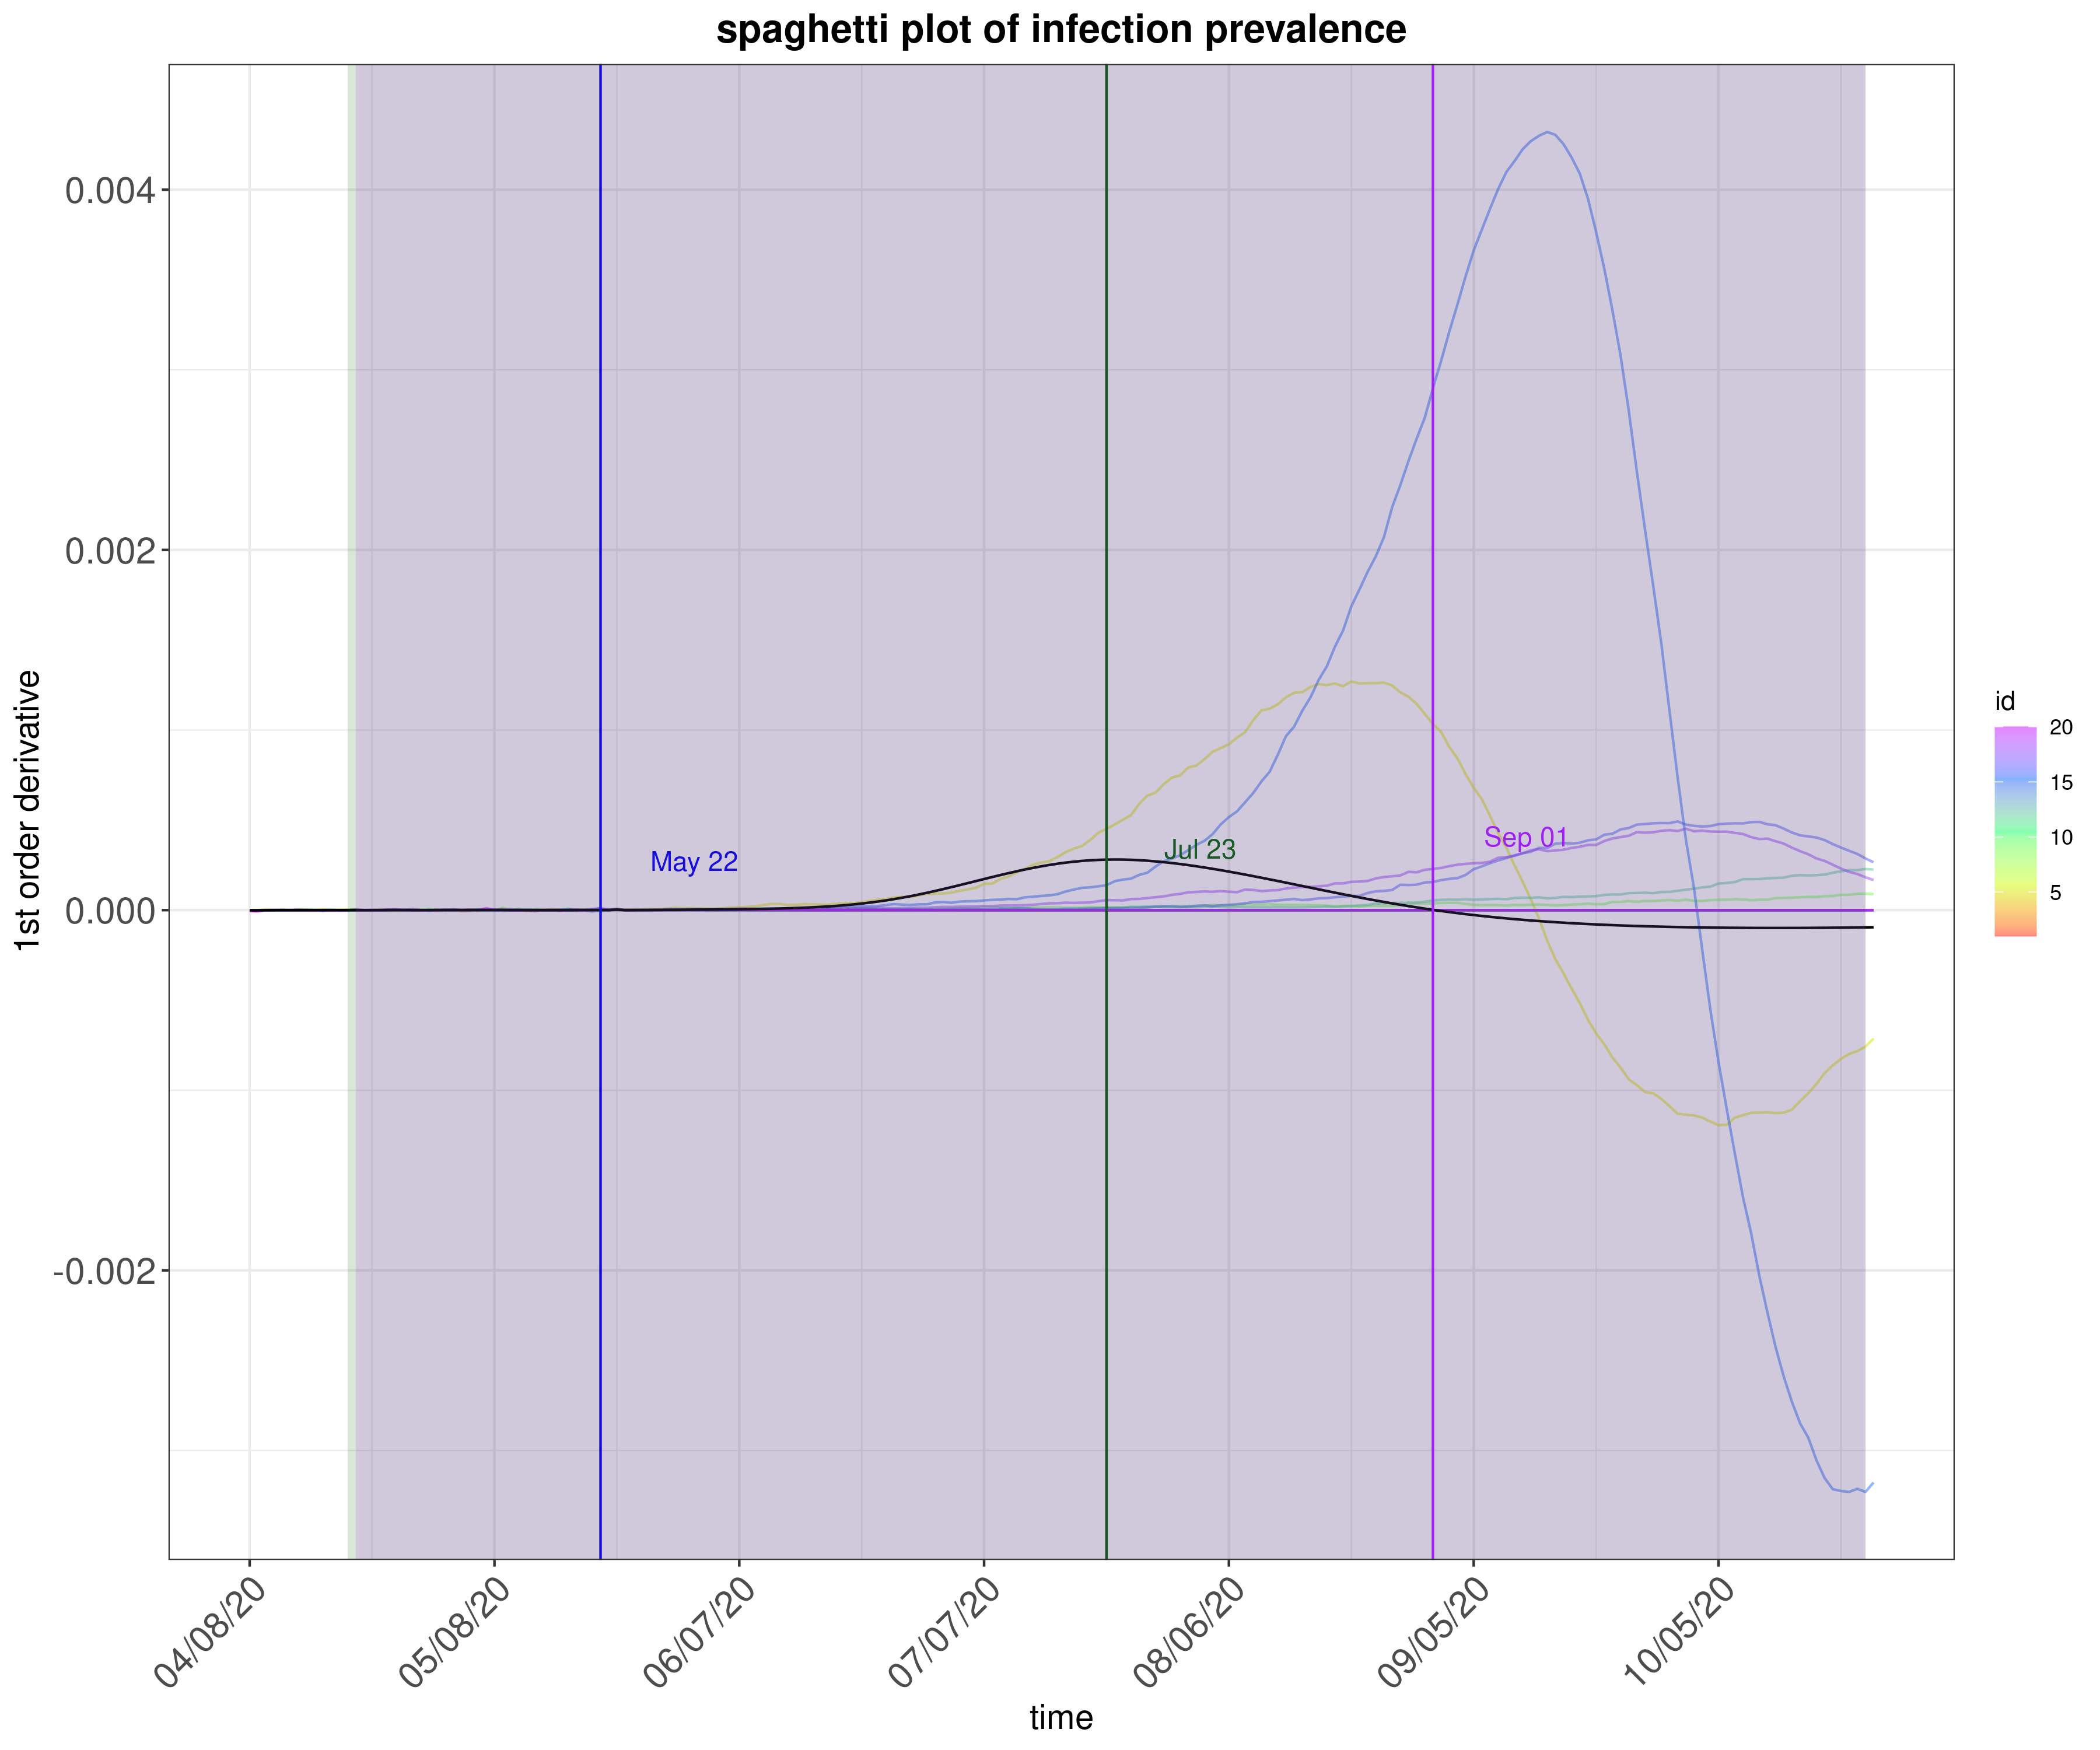 spaghetti plot of infection prevalence
1st order derivative
0.004
0.002
0.000
-0.002
May 22
Jul 23
Sep 01
id
20
15
10
5
04/08/20
05/08/20
06/07/20
07/07/20
08/06/20
09/05/20
10/05/20
time